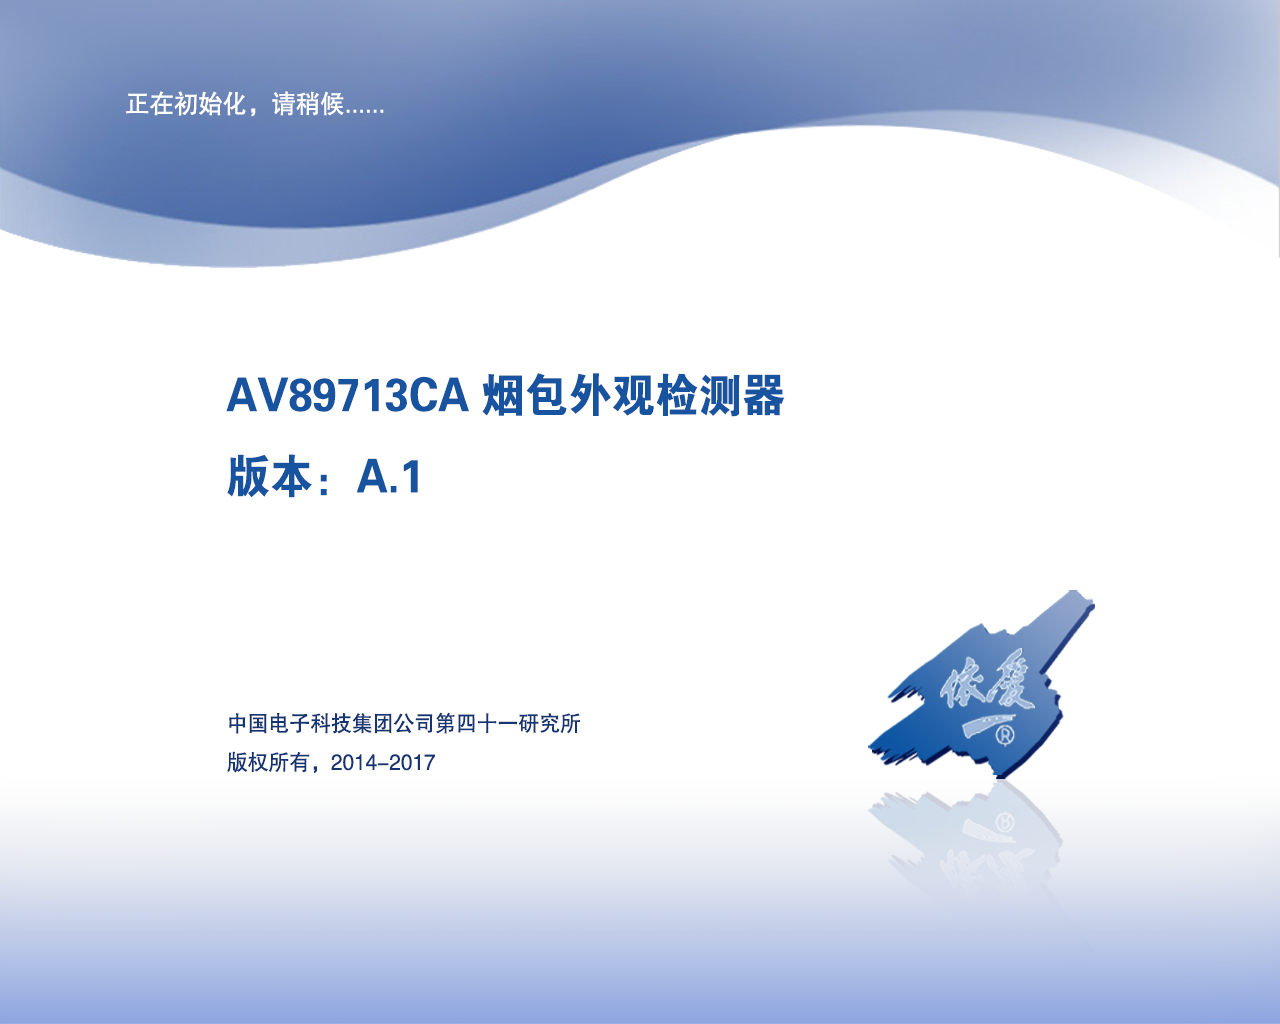 正在初始化，请稍候......
AV89713CA 烟包外观检测器
版本：A.1
依爱
®
中国电子科技集团公司第四十一研究所
版权所有，2014-2017